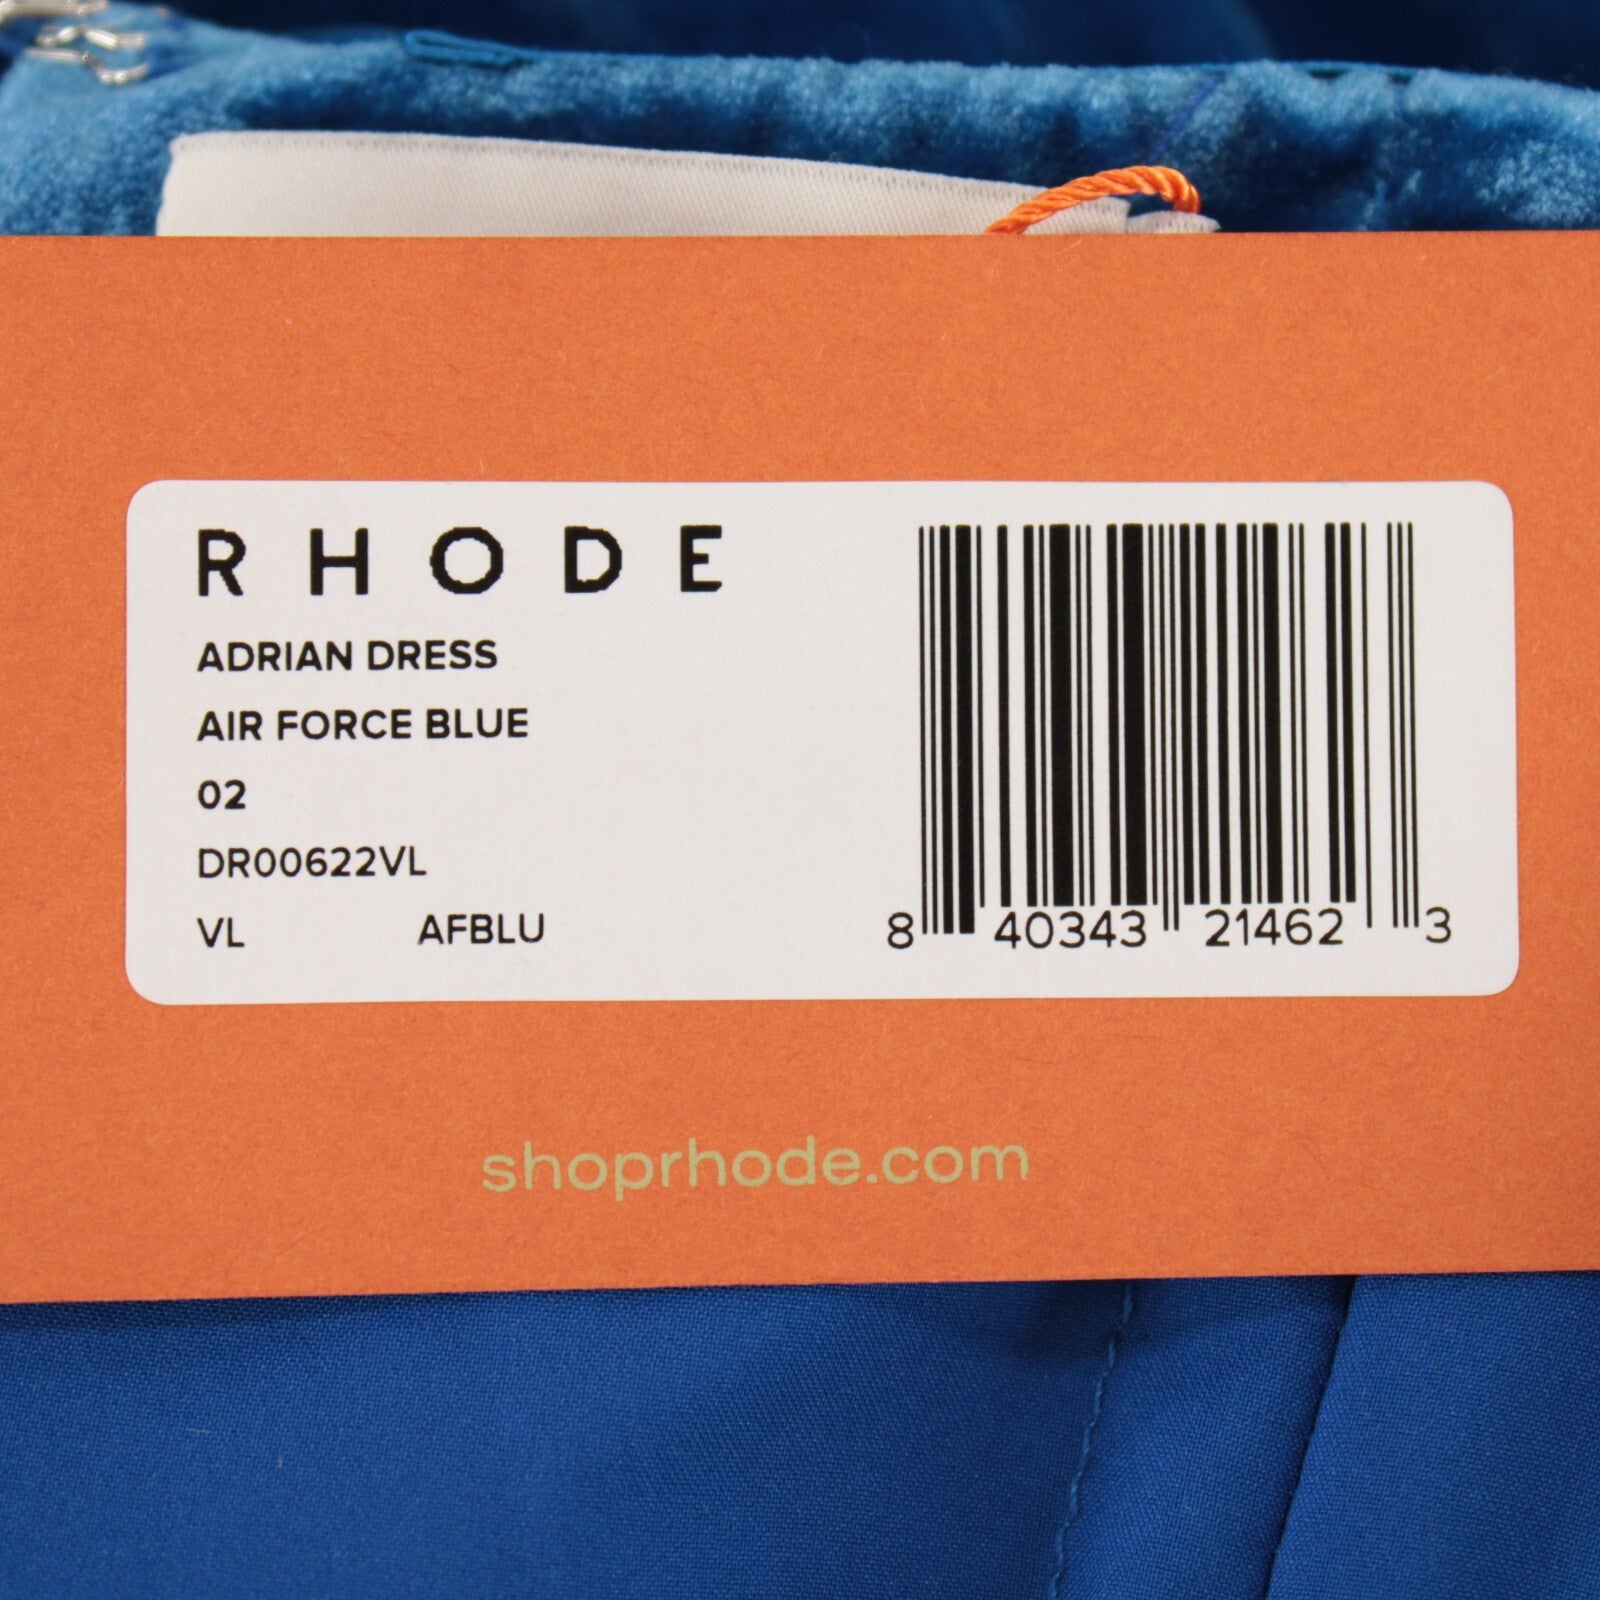 RHODE
ADRIAN DRESS
AIR FORCE BLUE
02
DR00622VL
VL AFBLU
8 40343 21462 3
shoprhode.com